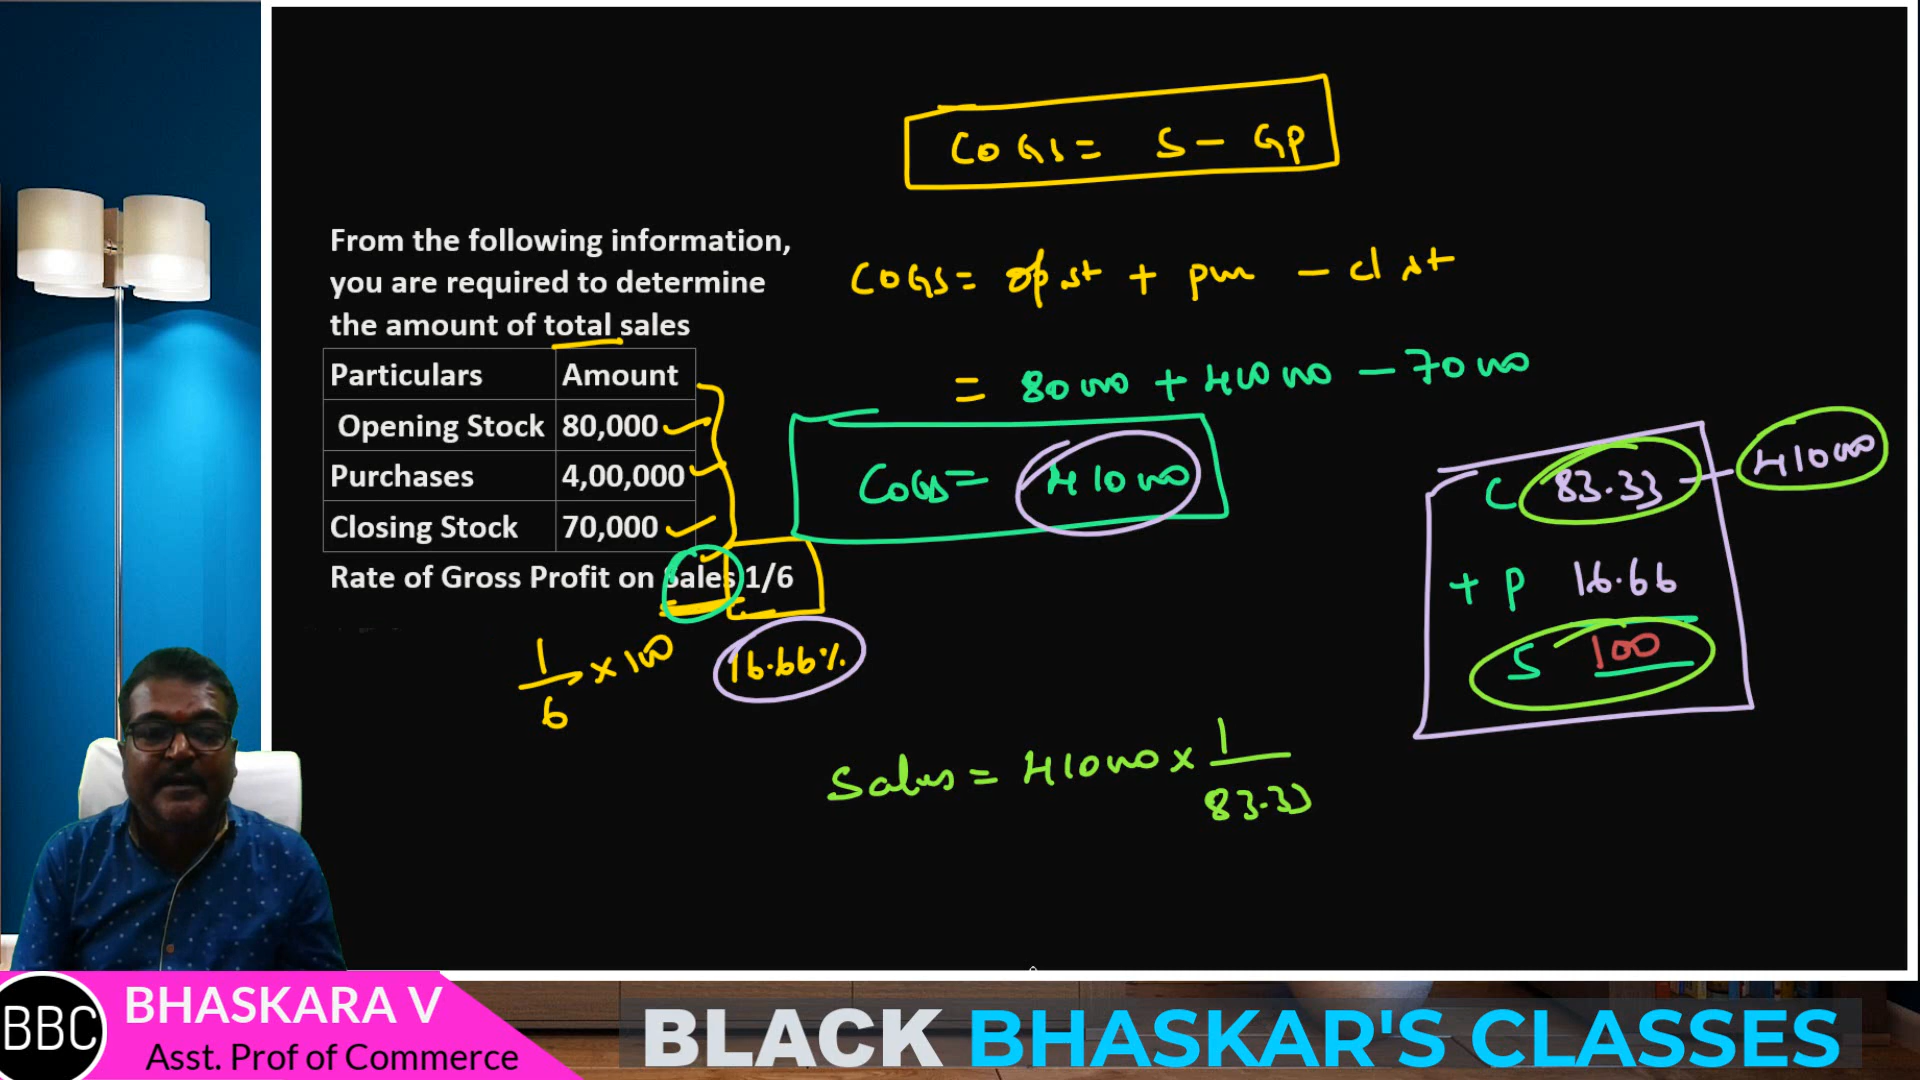 COGS = S - GP
From the following information,
you are required to determine
the amount of total sales
Particulars Amount
Opening Stock 80,000
Purchases 4,00,000
Closing Stock 70,000
Rate of Gross Profit on Sales 1/6
1/6 x 100 16.66%
COGS = op st + pur - cl st
= 80000 + 400000 - 70000
COGS = 410000
C 83.33 - 410000
+ P 16.66
S 100
Sales = 410000 x 1/83.33
BBC
BHASKARA V
Asst. Prof of Commerce
BLACK BHASKAR'S CLASSES